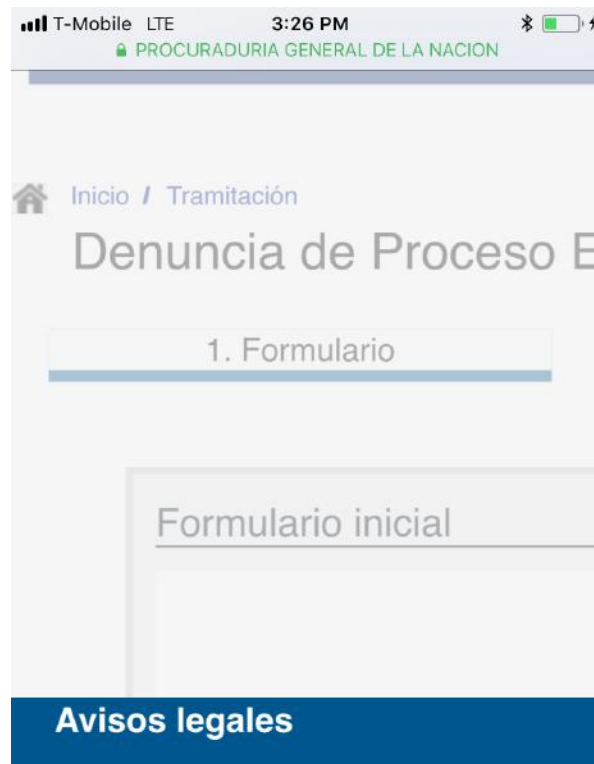 T-Mobile LTE 3:26 PM
PROCURADURIA GENERAL DE LA NACION
Inicio / Tramitación
Denuncia de Proceso E
1. Formulario
Formulario inicial
Avisos legales